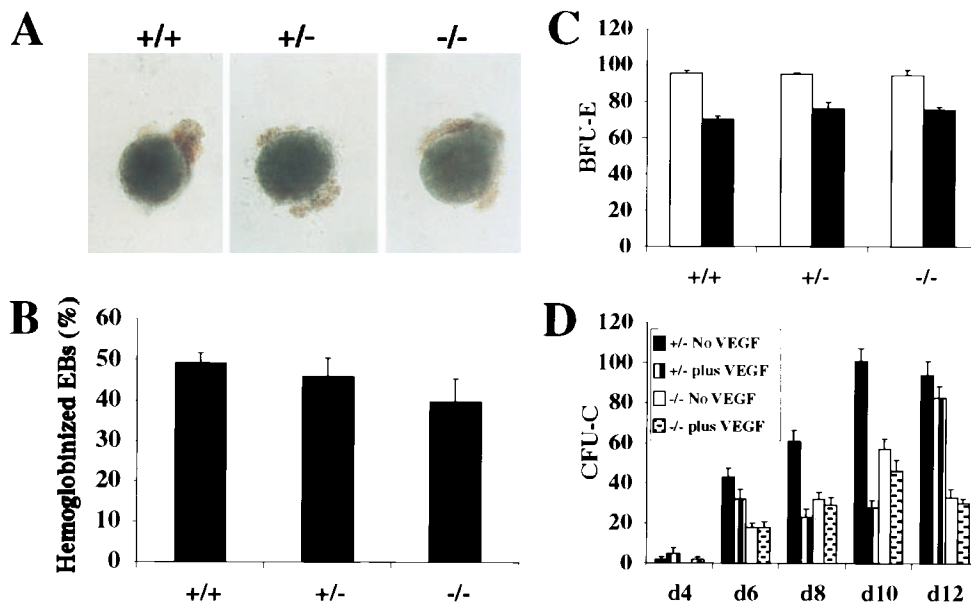 A
+/+ +/- -/-
B
Hemoglobinized EBs (%)
60
50
40
30
20
10
0
+/+ +/- -/-
C
BFU-E
120
100
80
60
40
20
0
+/+ +/- -/-
D
CFU-C
120
100
80
60
40
20
0
+/- No VEGF
+/- plus VEGF
-/- No VEGF
-/- plus VEGF
d4 d6 d8 d10 d12